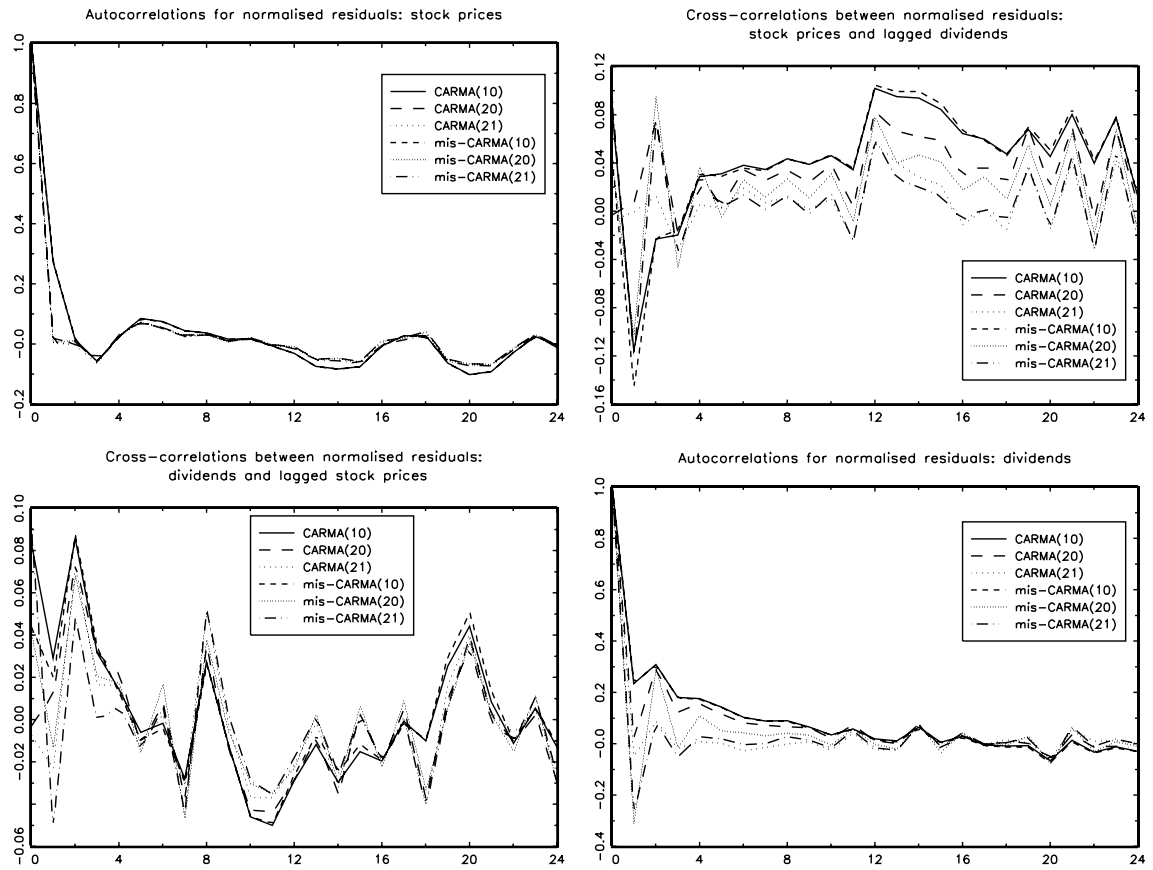 Autocorrelations for normalised residuals: stock prices
1.0
0.8
0.6
0.4
0.2
-0.0
-0.2
CARMA(10)
CARMA(20)
CARMA(21)
mis-CARMA(10)
mis-CARMA(20)
mis-CARMA(21)
0 4 8 12 16 20 24
Cross-correlations between normalised residuals:
stock prices and lagged dividends
0.12
0.08
0.04
0.00
-0.04
-0.08
-0.12
-0.16
CARMA(10)
CARMA(20)
CARMA(21)
mis-CARMA(10)
mis-CARMA(20)
mis-CARMA(21)
0 4 8 12 16 20 24
Cross-correlations between normalised residuals:
dividends and lagged stock prices
0.10
0.08
0.06
0.04
0.02
0.00
-0.02
-0.06
CARMA(10)
CARMA(20)
CARMA(21)
mis-CARMA(10)
mis-CARMA(20)
mis-CARMA(21)
0 4 8 12 16 20 24
Autocorrelations for normalised residuals: dividends
1.0
0.8
0.6
0.4
0.2
-0.0
-0.2
-0.4
CARMA(10)
CARMA(20)
CARMA(21)
mis-CARMA(10)
mis-CARMA(20)
mis-CARMA(21)
0 4 8 12 16 20 24